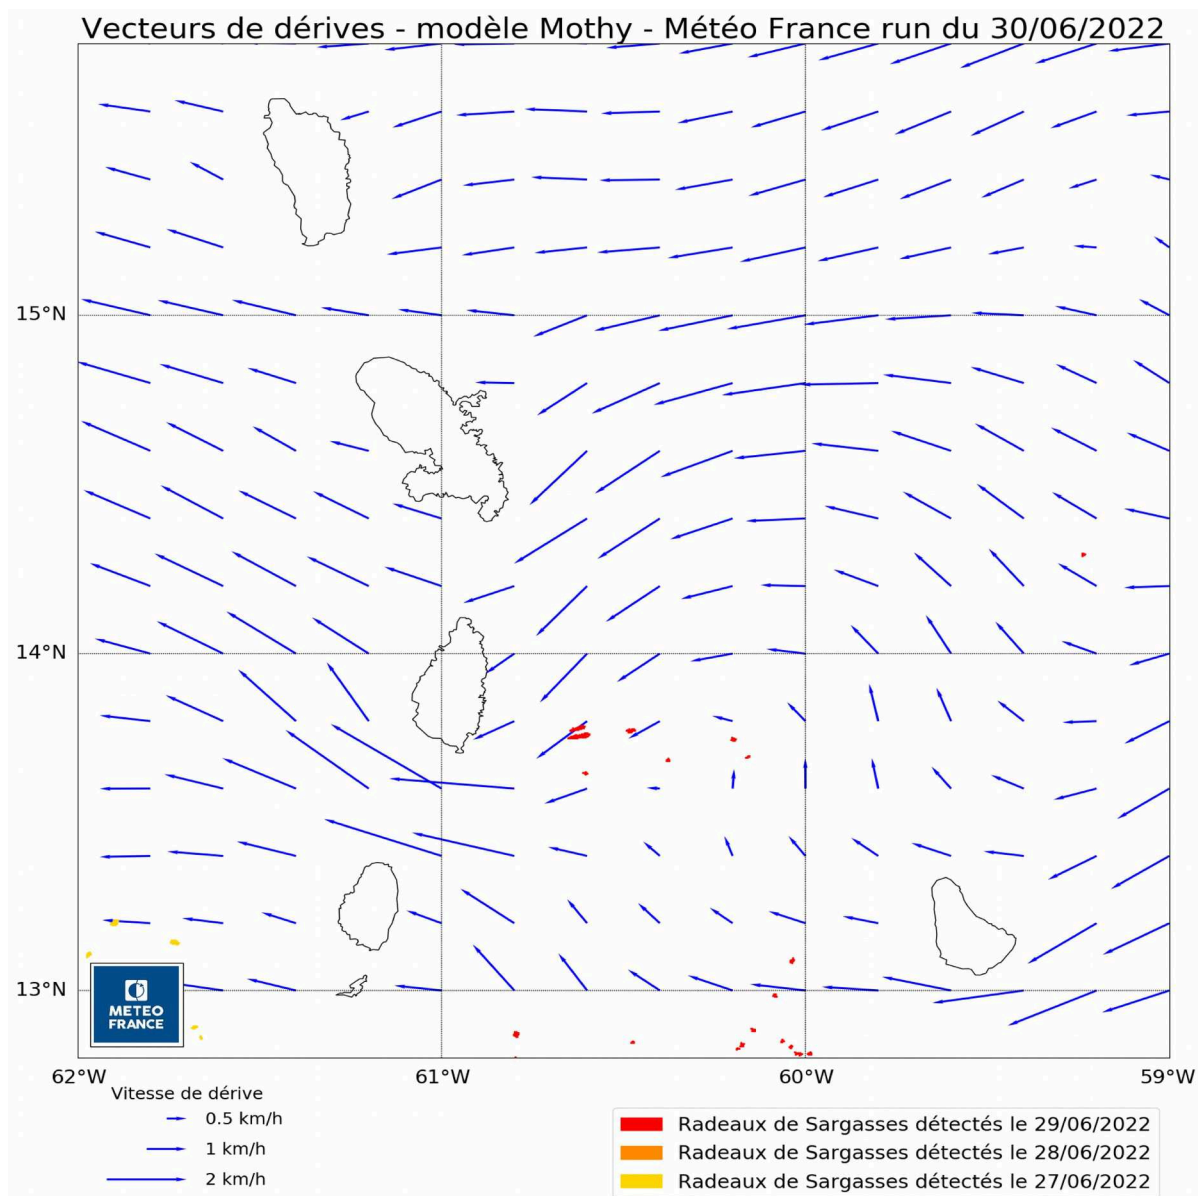 Vecteurs de dérives - modèle Mothy - Météo France run du 30/06/2022
15°N
14°N
13°N
METEO
FRANCE
62°W
61°W
60°W
59°W
Vitesse de dérive
0.5 km/h
1 km/h
2 km/h
Radeaux de Sargasses détectés le 29/06/2022
Radeaux de Sargasses détectés le 28/06/2022
Radeaux de Sargasses détectés le 27/06/2022